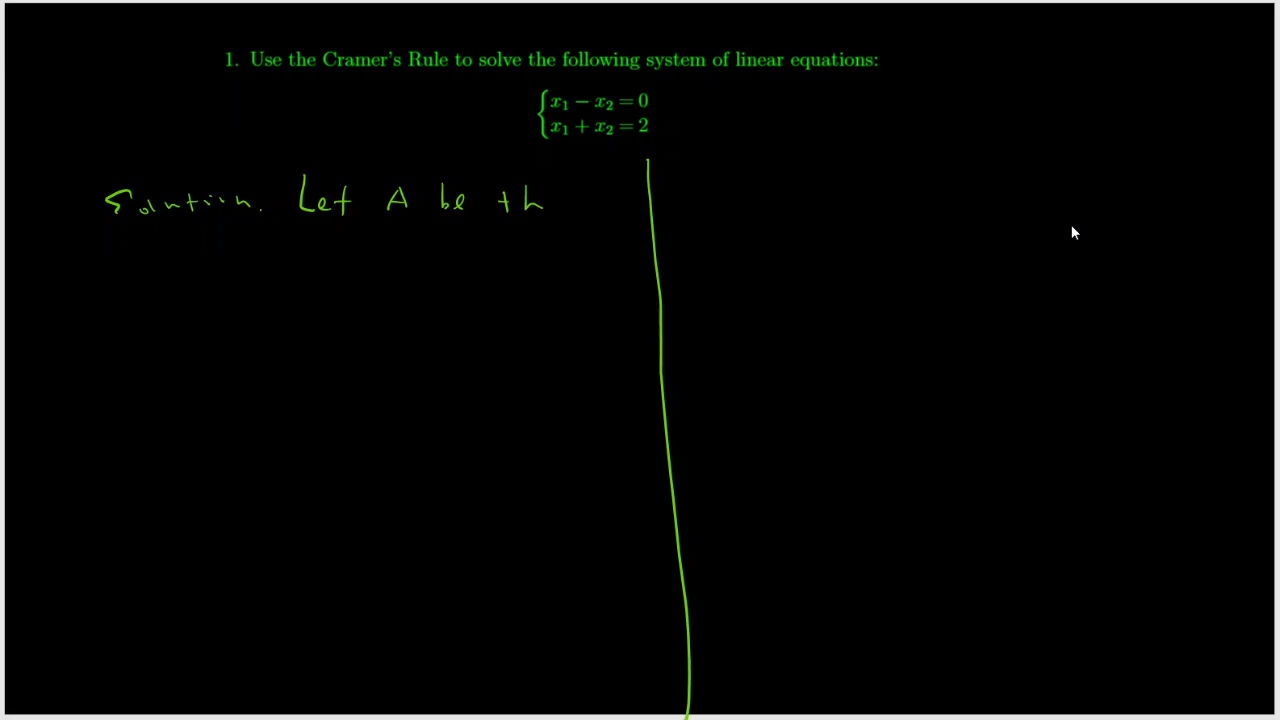 1. Use the Cramer's Rule to solve the following system of linear equations:
x₁ − x₂ = 0
x₁ + x₂ = 2
Solution. Let A be th